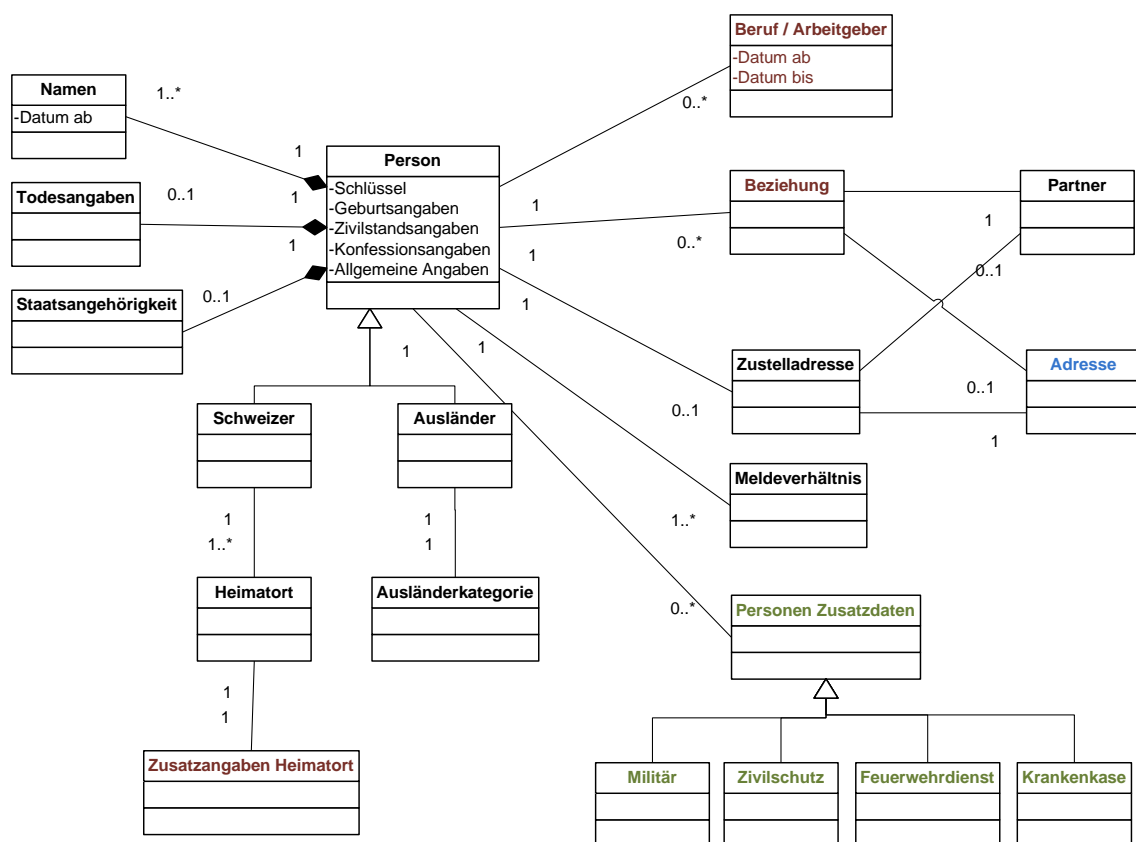 Beruf / Arbeitgeber
-Datum ab
-Datum bis
Namen
-Datum ab
1..*
0..*
1
Person
-Schlüssel
-Geburtsangaben
-Zivilstandsangaben
-Konfessionsangaben
-Allgemeine Angaben
Todesangaben
0..1
1
Beziehung
Partner
1
0..*
1
1
1
0..1
Staatsangehörigkeit
0..1
1
1
1
Zustelladresse
Adresse
0..1
0..1
1
Schweizer
Ausländer
Meldeverhältnis
1..*
1
1..*
1
1
Heimatort
Ausländerkategorie
0..*
Personen Zusatzdaten
1
1
Zusatzangaben Heimatort
Militär
Zivilschutz
Feuerwehrdienst
Krankenkase